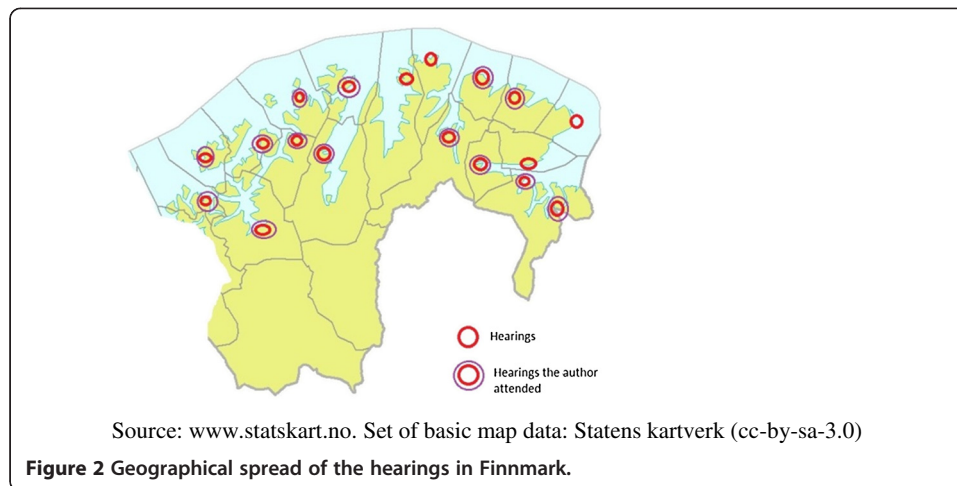 Hearings
Hearings the author
attended
Source: www.statskart.no. Set of basic map data: Statens kartverk (cc-by-sa-3.0)
Figure 2 Geographical spread of the hearings in Finnmark.